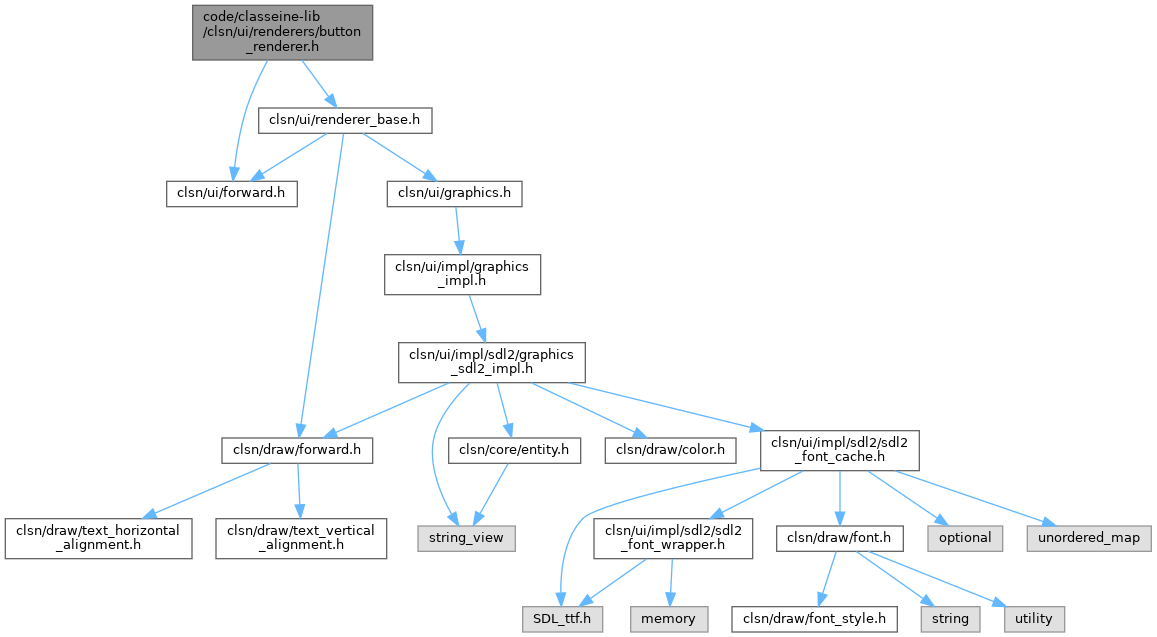 code/classeine-lib
/clsn/ui/renderers/button
_renderer.h
clsn/ui/renderer_base.h
clsn/ui/forward.h
clsn/ui/graphics.h
clsn/ui/impl/graphics
_impl.h
clsn/ui/impl/sdl2/graphics
_sdl2_impl.h
clsn/draw/forward.h
clsn/core/entity.h
clsn/draw/color.h
clsn/ui/impl/sdl2/sdl2
_font_cache.h
clsn/draw/text_horizontal
_alignment.h
clsn/draw/text_vertical
_alignment.h
string_view
clsn/ui/impl/sdl2/sdl2
_font_wrapper.h
clsn/draw/font.h
optional
unordered_map
SDL_ttf.h
memory
clsn/draw/font_style.h
string
utility